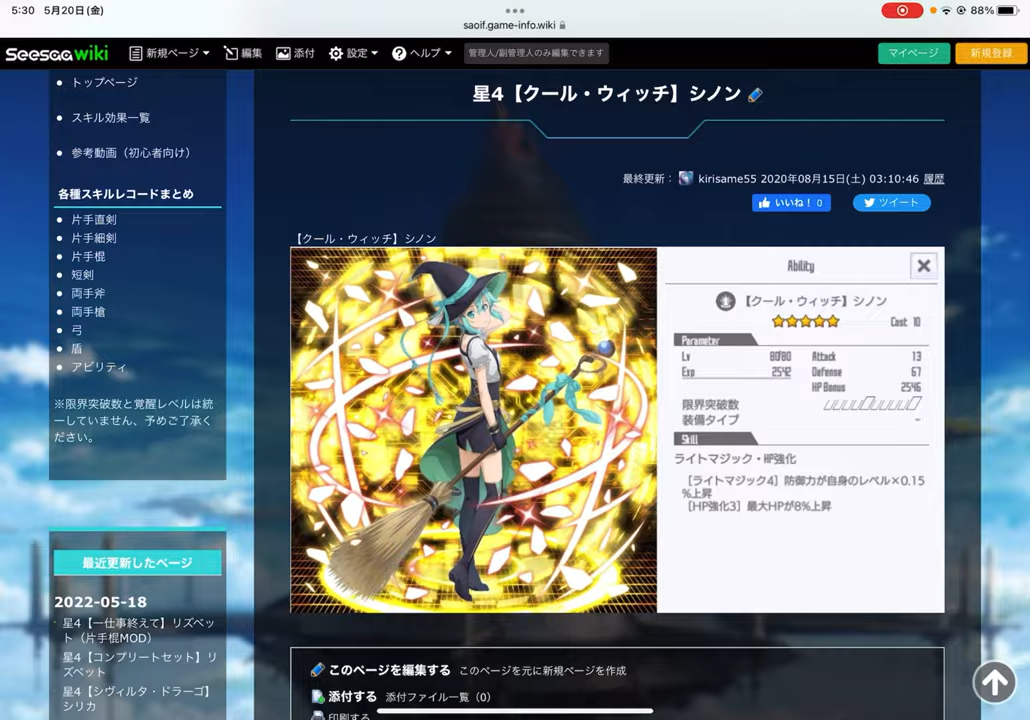 5:30 5月20日(金)
saoif.game-info.wiki
88%
Seesaa wiki
新規ページ
編集
添付
設定
ヘルプ
管理人/副管理人のみ編集できます
マイページ
新規登録
トップページ
スキル効果一覧
参考動画（初心者向け）
各種スキルレコードまとめ
片手直剣
片手細剣
片手棍
短剣
両手斧
両手槍
弓
盾
アビリティ
※限界突破数と覚醒レベルは統
一していません、予めご了承く
ださい。
最近更新したページ
2022-05-18
星4【一仕事終えて】リズベッ
ト（片手棍MOD）
星4【コンプリートセット】リ
ズベット
星4【シヴィルタ・ドラーゴ】
シリカ
星4【クール・ウィッチ】シノン
最終更新： kirisame55 2020年08月15日(土) 03:10:46 履歴
いいね！ 0
ツイート
【クール・ウィッチ】シノン
Ability
【クール・ウィッチ】シノン
Cost 10
Parameter
Lv 80/80 Attack 13
Exp 2542 Defense 67
HP Bonus 2546
限界突破数
装備タイプ -
Skill
ライトマジック・HP強化
［ライトマジック4］防御力が自身のレベル×0.15
%上昇
［HP強化3］最大HPが8%上昇
このページを編集する このページを元に新規ページを作成
添付する 添付ファイル一覧（0）
印刷する